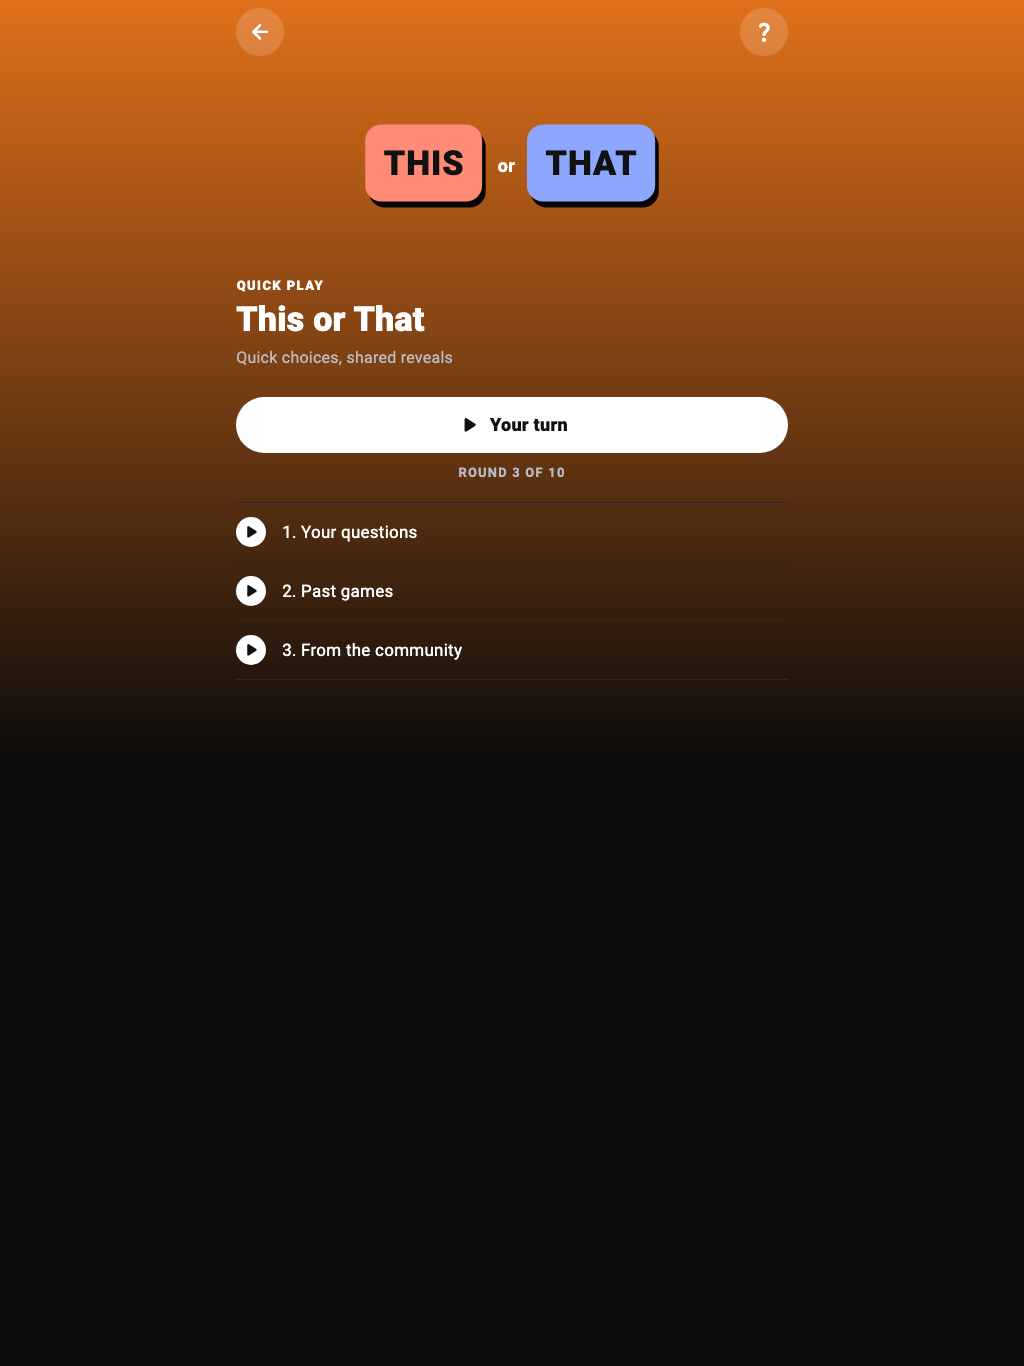 ?
THIS or THAT
QUICK PLAY
This or That
Quick choices, shared reveals
Your turn
ROUND 3 OF 10
1. Your questions
2. Past games
3. From the community